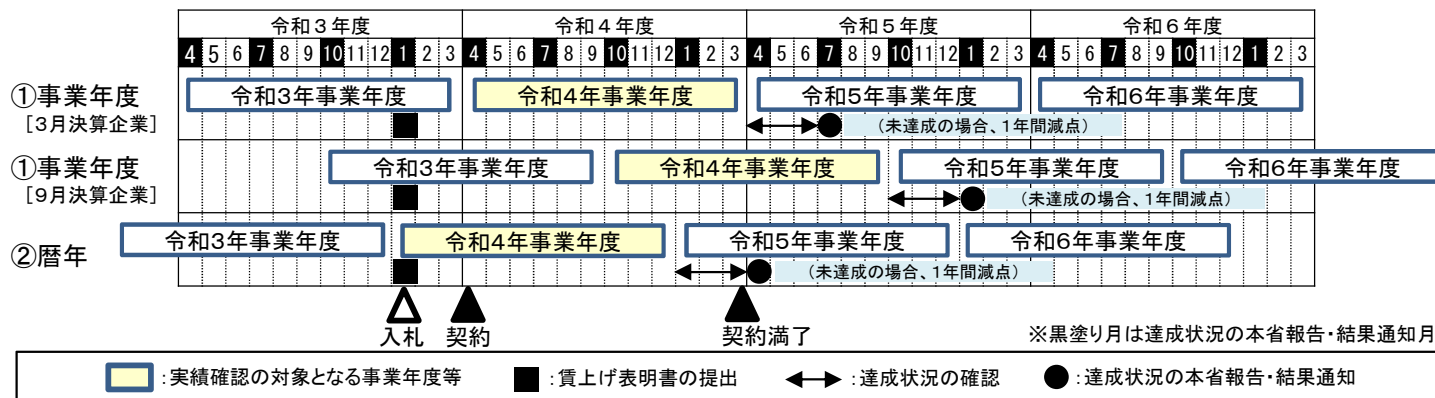 令和３年度 令和４年度 令和５年度 令和６年度
4 5 6 7 8 9 10 11 12 1 2 3 4 5 6 7 8 9 10 11 12 1 2 3 4 5 6 7 8 9 10 11 12 1 2 3 4 5 6 7 8 9 10 11 12 1 2 3
①事業年度 令和3年事業年度 令和4年事業年度 令和5年事業年度 令和6年事業年度
［３月決算企業］ （未達成の場合、１年間減点）
①事業年度 令和3年事業年度 令和4年事業年度 令和5年事業年度 令和6年事業年度
［９月決算企業］ （未達成の場合、１年間減点）
②暦年 令和3年事業年度 令和4年事業年度 令和5年事業年度 令和6年事業年度
（未達成の場合、１年間減点）
入札 契約 契約満了 ※黒塗り月は達成状況の本省報告・結果通知月
：実績確認の対象となる事業年度等 ：賃上げ表明書の提出 ：達成状況の確認 ：達成状況の本省報告・結果通知